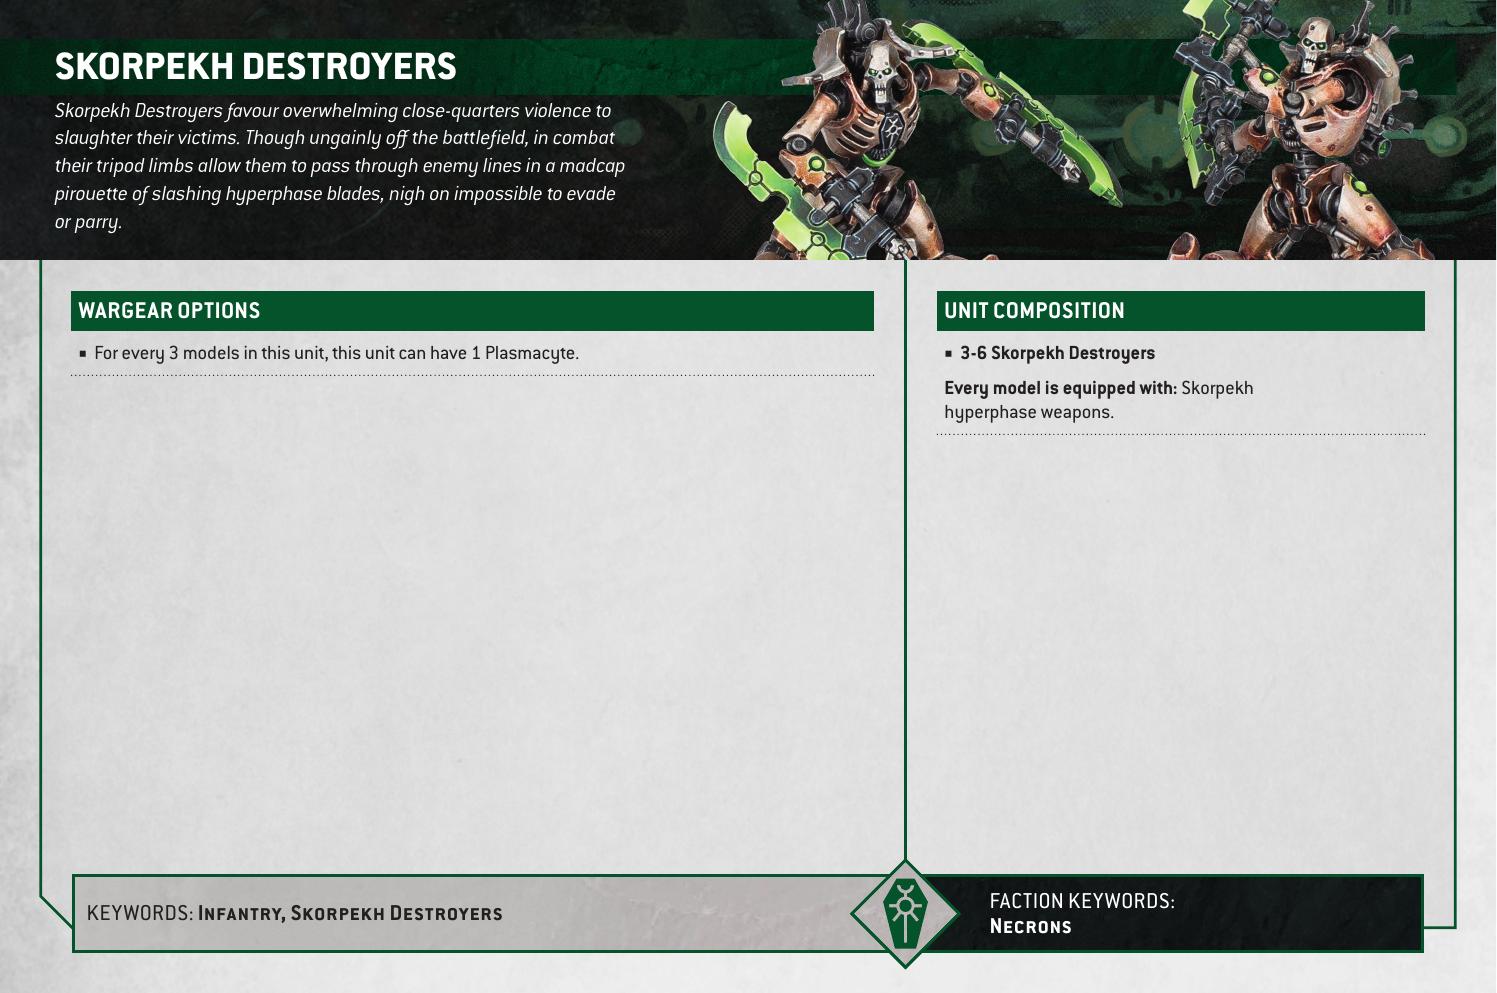 SKORPEKH DESTROYERS
Skorpekh Destroyers favour overwhelming close-quarters violence to
slaughter their victims. Though ungainly off the battlefield, in combat
their tripod limbs allow them to pass through enemy lines in a madcap
pirouette of slashing hyperphase blades, nigh on impossible to evade
or parry.
WARGEAR OPTIONS
▪ For every 3 models in this unit, this unit can have 1 Plasmacyte.
UNIT COMPOSITION
▪ 3-6 Skorpekh Destroyers
Every model is equipped with: Skorpekh
hyperphase weapons.
KEYWORDS: Infantry, Skorpekh Destroyers
FACTION KEYWORDS:
Necrons